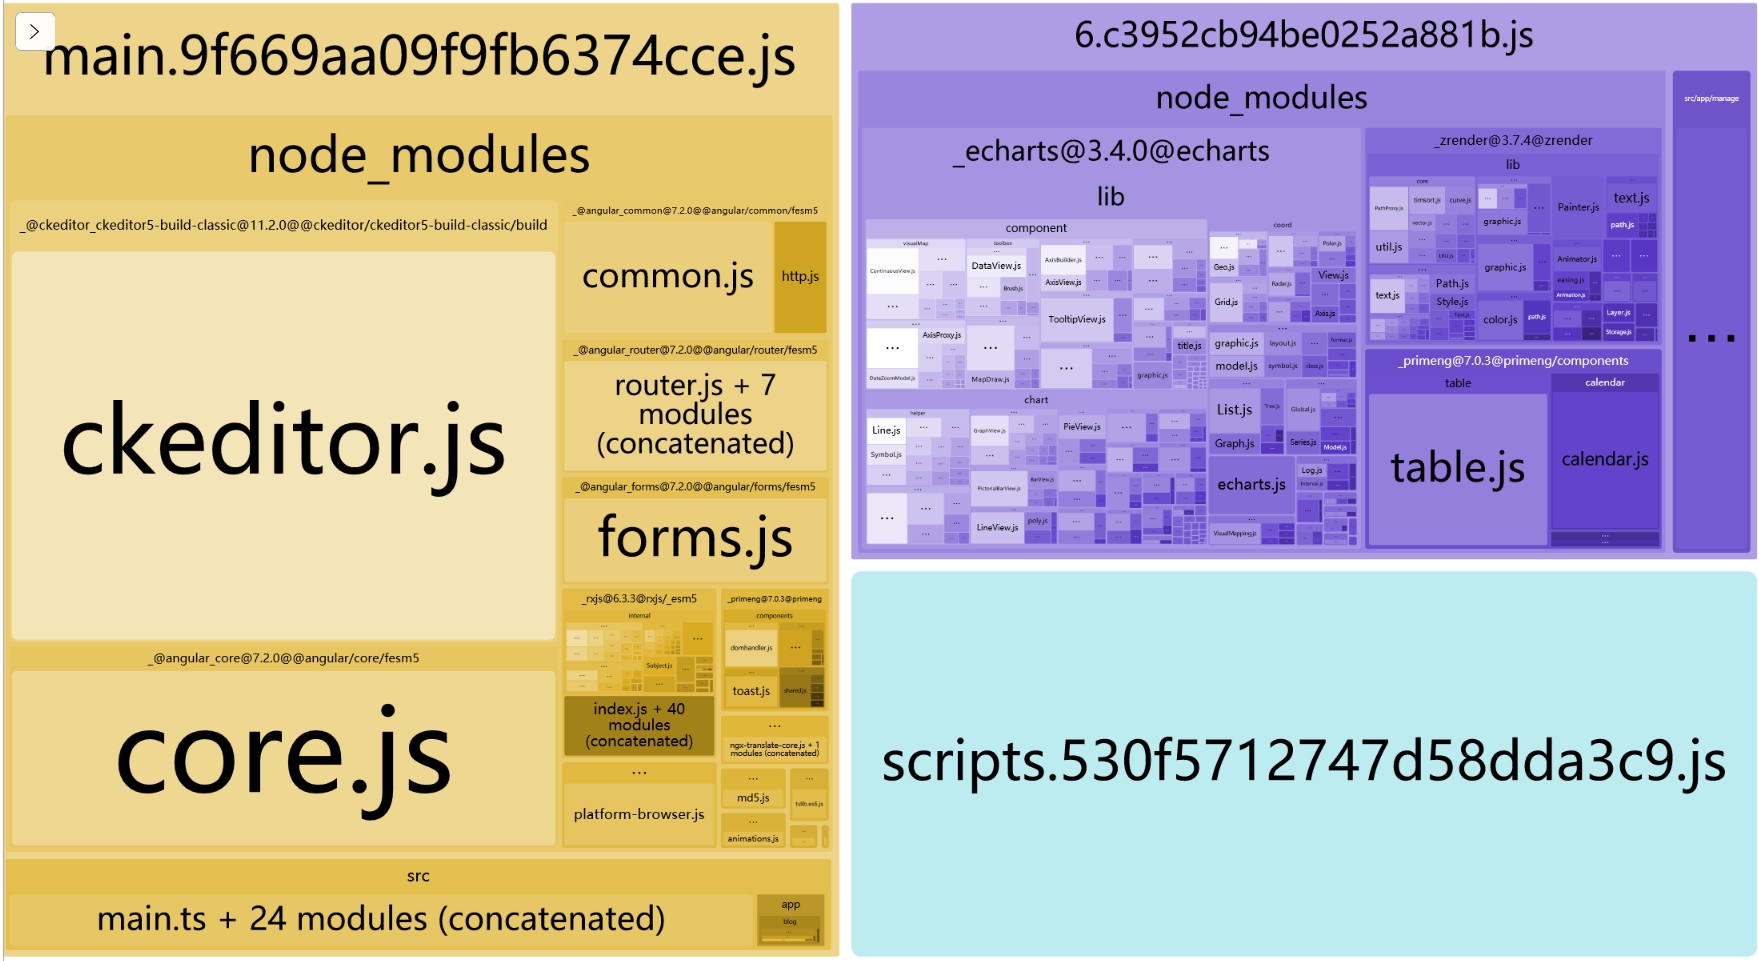 main.9f669aa09f9fb6374cce.js
node_modules
_@ckeditor_ckeditor5-build-classic@11.2.0@@ckeditor/ckeditor5-build-classic/build
ckeditor.js
_@angular_core@7.2.0@@angular/core/fesm5
core.js
_@angular_common@7.2.0@@angular/common/fesm5
common.js
http.js
_@angular_router@7.2.0@@angular/router/fesm5
router.js + 7
modules
(concatenated)
_@angular_forms@7.2.0@@angular/forms/fesm5
forms.js
_rxjs@6.3.3@rxjs/_esm5
internal
...
Subject.js
index.js + 40
modules
(concatenated)
...
platform-browser.js
_primeng@7.0.3@primeng
components
domhandler.js
...
toast.js
shared.js
...
ngx-translate-core.js + 1
modules (concatenated)
...
md5.js
...
tslib.es6.js
...
animations.js
src
main.ts + 24 modules (concatenated)
app
blog
6.c3952cb94be0252a881b.js
node_modules
_echarts@3.4.0@echarts
lib
component
visualMap
ContinuousView.js
...
DataZoomModel.js
AxisProxy.js
toolbox
DataView.js
Brush.js
MapDraw.js
AxisBuilder.js
AxisView.js
TooltipView.js
...
title.js
graphic.js
coord
Geo.js
Grid.js
Radar.js
Polar.js
View.js
Axis.js
graphic.js
layout.js
format.js
model.js
symbol.js
List.js
Tree.js
Graph.js
Global.js
Series.js
Model.js
echarts.js
Log.js
Interval.js
VisualMapping.js
chart
helper
Line.js
Symbol.js
...
GraphView.js
PieView.js
PictorialBarView.js
BarView.js
LineView.js
poly.js
_zrender@3.7.4@zrender
lib
core
PathProxy.js
timsort.js
curve.js
vector.js
util.js
LRU.js
...
text.js
Path.js
Style.js
Text.js
graphic.js
graphic.js
color.js
path.js
Painter.js
text.js
path.js
Animator.js
easing.js
Animation.js
Layer.js
Storage.js
_primeng@7.0.3@primeng/components
table
table.js
calendar
calendar.js
...
src/app/manage
...
scripts.530f5712747d58dda3c9.js